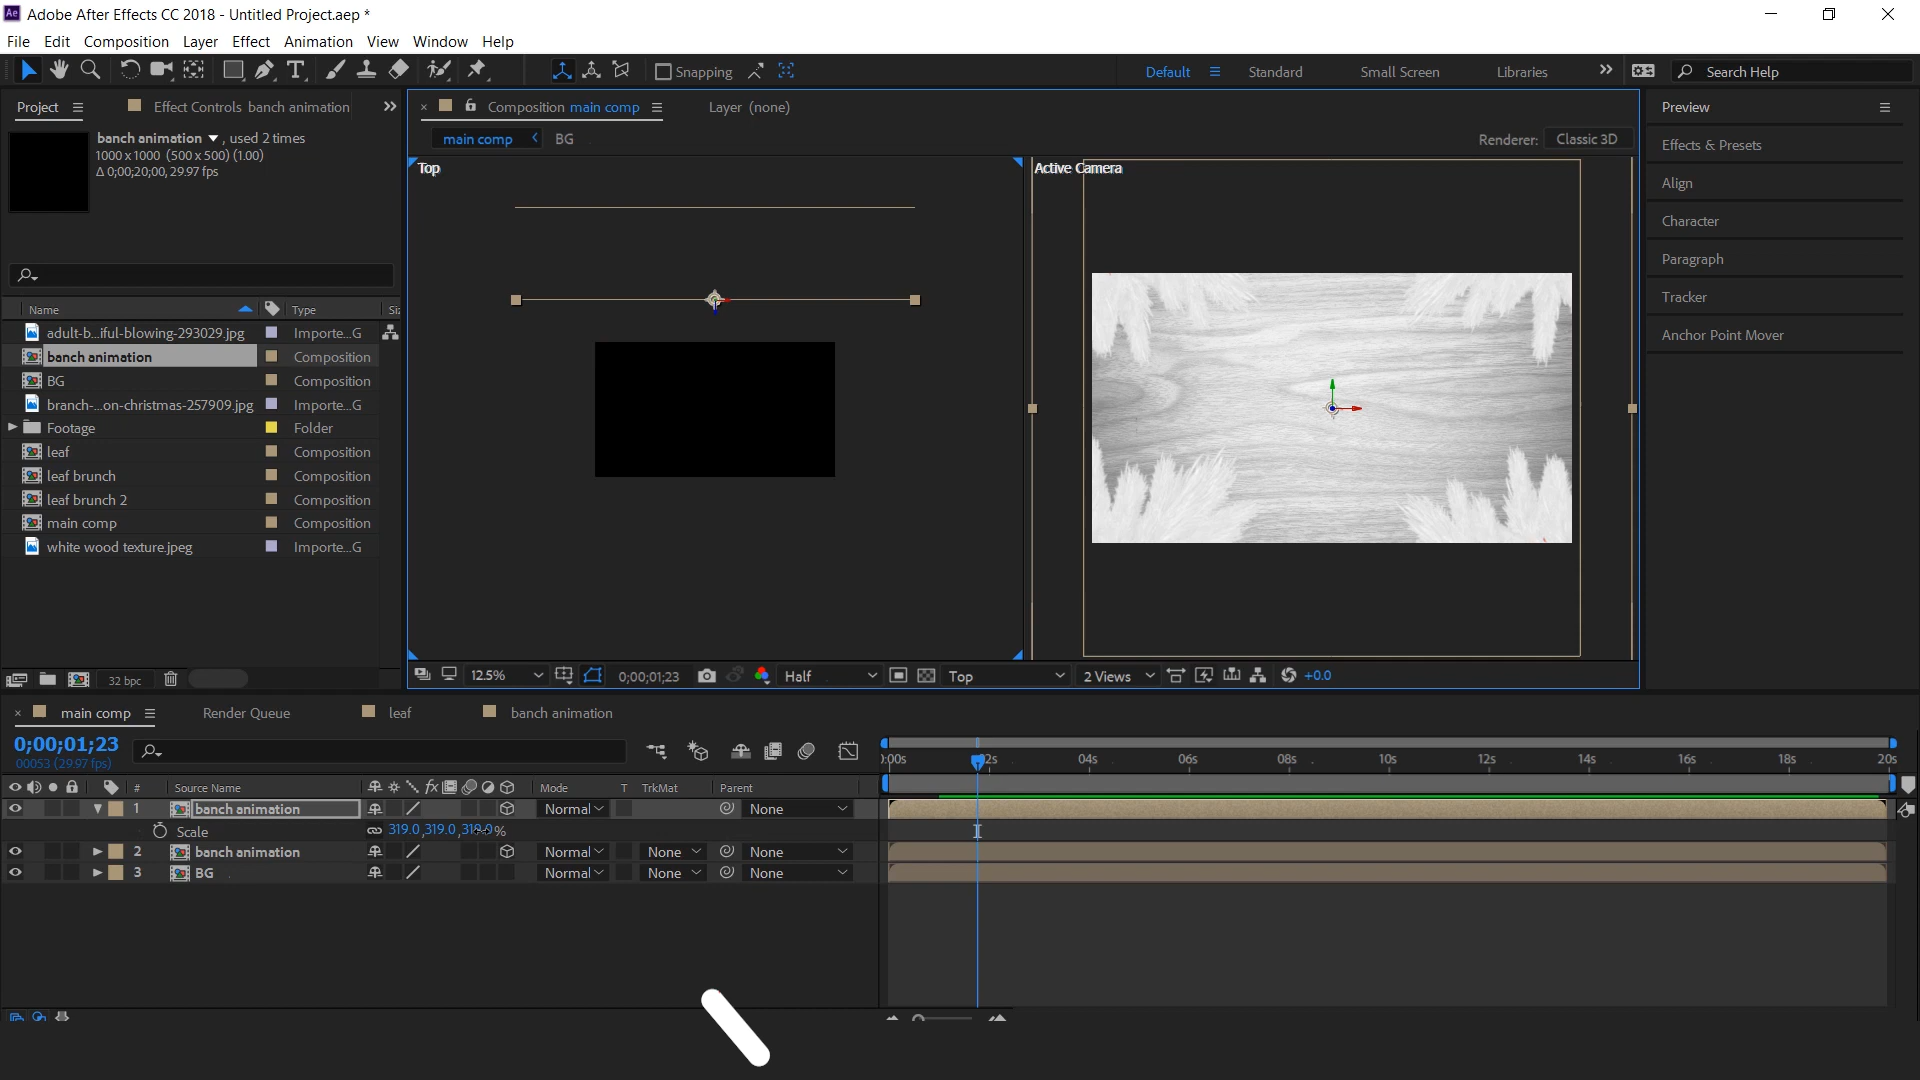 Adobe After Effects CC 2018 - Untitled Project.aep *
File Edit Composition Layer Effect Animation View Window Help
Snapping
Default Standard Small Screen Libraries Search Help
Project Effect Controls banch animation
banch animation , used 2 times
1000 x 1000 (500 x 500) (1.00)
Δ 0;00;20;00, 29.97 fps
Name Type Siz
adult-b...iful-blowing-293029.jpg Importe...G
banch animation Composition
BG Composition
branch-...on-christmas-257909.jpg Importe...G
Footage Folder
leaf Composition
leaf brunch Composition
leaf brunch 2 Composition
main comp Composition
white wood texture.jpeg Importe...G
32 bpc
Composition main comp Layer (none)
main comp BG Renderer: Classic 3D
Top Active Camera
12.5% 0;00;01;23 Half Top 2 Views +0.0
Preview
Effects & Presets
Align
Character
Paragraph
Tracker
Anchor Point Mover
main comp Render Queue leaf banch animation
0;00;01;23
00053 (29.97 fps)
):00s 02s 04s 06s 08s 10s 12s 14s 16s 18s 20s
# Source Name Mode T TrkMat Parent
1 banch animation Normal None
Scale 319.0,319.0,319.0%
2 banch animation Normal None None
3 BG Normal None None